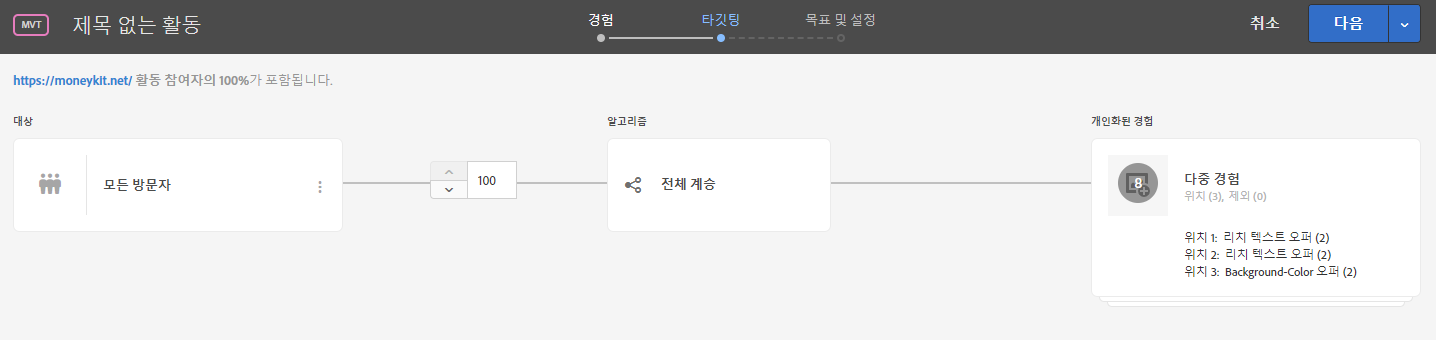 MVT
제목 없는 활동
경험
타깃팅
목표 및 설정
취소
다음
https://moneykit.net/ 활동 참여자의 100%가 포함됩니다.
대상
알고리즘
개인화된 경험
모든 방문자
100
전체 계승
8
다중 경험
위치 (3), 제외 (0)
위치 1: 리치 텍스트 오퍼 (2)
위치 2: 리치 텍스트 오퍼 (2)
위치 3: Background-Color 오퍼 (2)